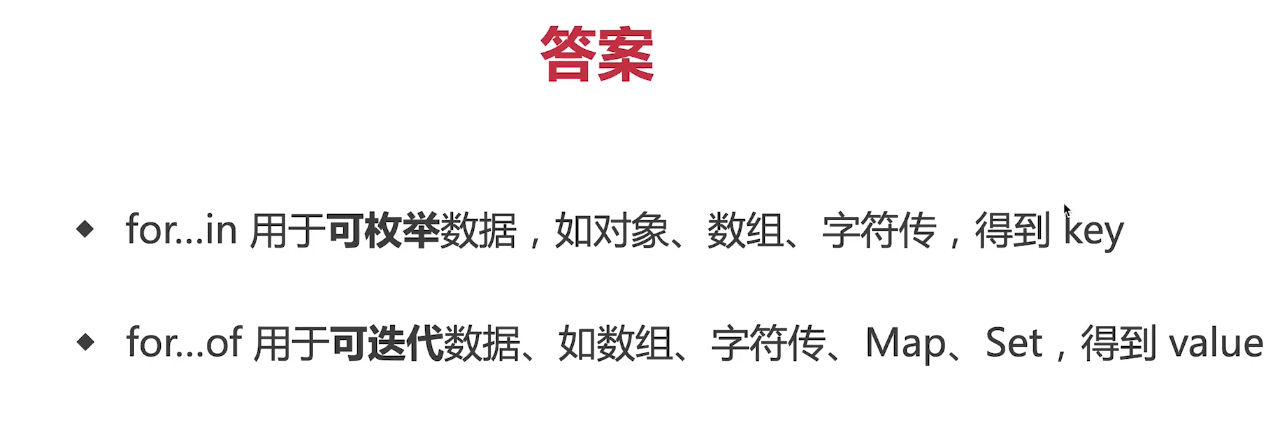 答案
◆ for...in 用于可枚举数据，如对象、数组、字符传，得到 key
◆ for...of 用于可迭代数据、如数组、字符传、Map、Set，得到 value